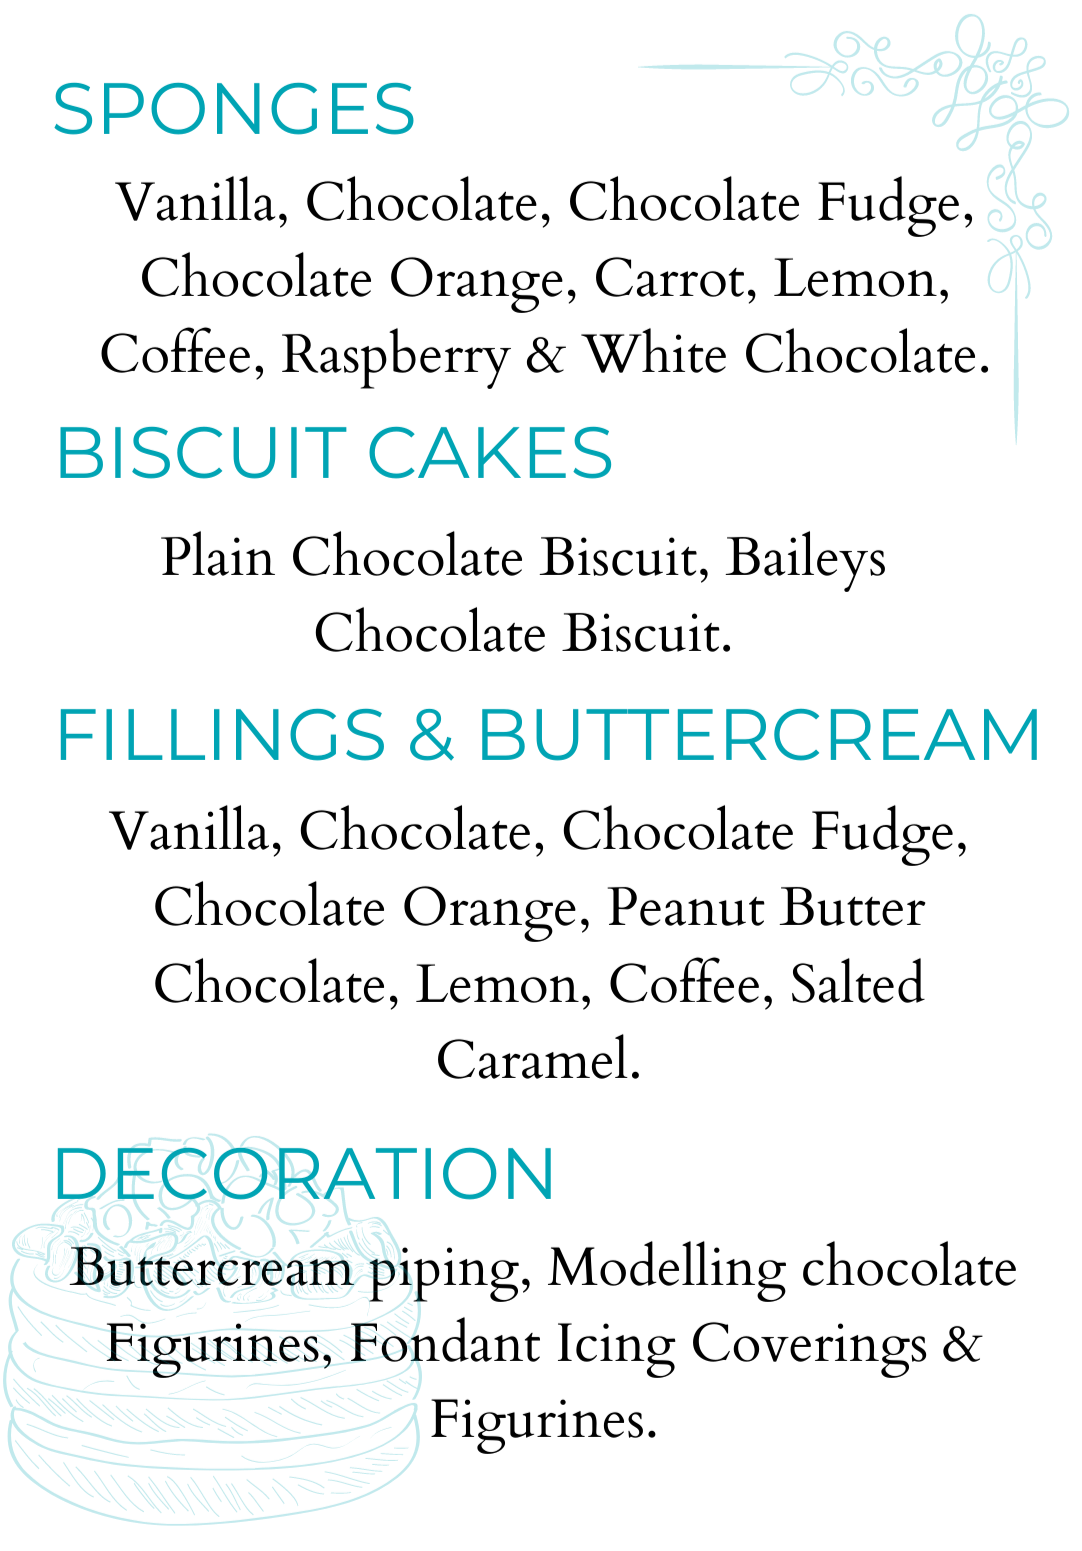 SPONGES
Vanilla, Chocolate, Chocolate Fudge,
Chocolate Orange, Carrot, Lemon,
Coffee, Raspberry & White Chocolate.
BISCUIT CAKES
Plain Chocolate Biscuit, Baileys
Chocolate Biscuit.
FILLINGS & BUTTERCREAM
Vanilla, Chocolate, Chocolate Fudge,
Chocolate Orange, Peanut Butter
Chocolate, Lemon, Coffee, Salted
Caramel.
DECORATION
Buttercream piping, Modelling chocolate
Figurines, Fondant Icing Coverings &
Figurines.